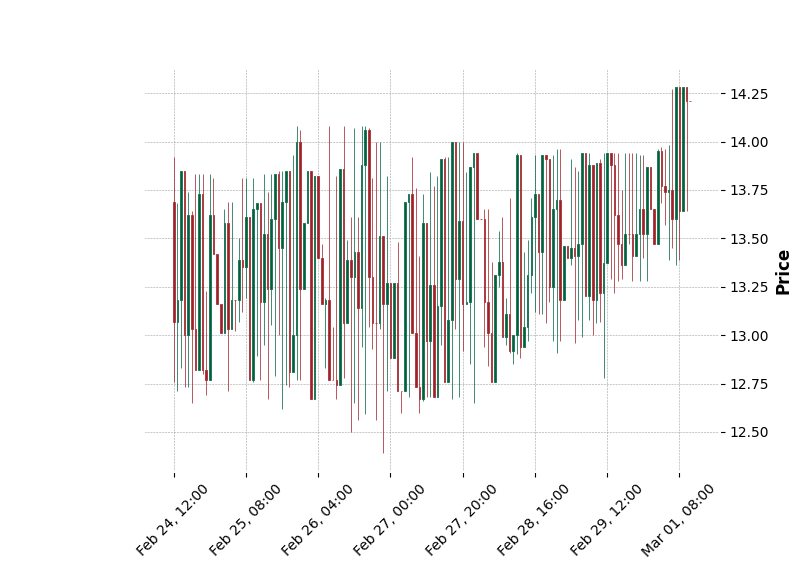 14.25
14.00
13.75
13.50
13.25
13.00
12.75
12.50
Price
Feb 24, 12:00
Feb 25, 08:00
Feb 26, 04:00
Feb 27, 00:00
Feb 27, 20:00
Feb 28, 16:00
Feb 29, 12:00
Mar 01, 08:00